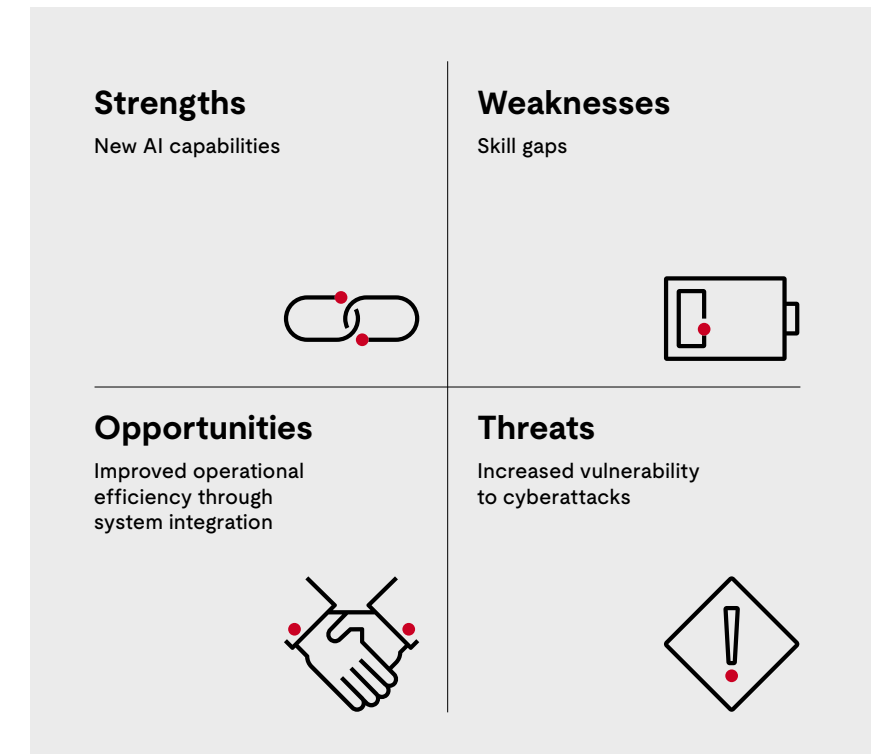 Strengths
New AI capabilities
Weaknesses
Skill gaps
Opportunities
Improved operational
efficiency through
system integration
Threats
Increased vulnerability
to cyberattacks